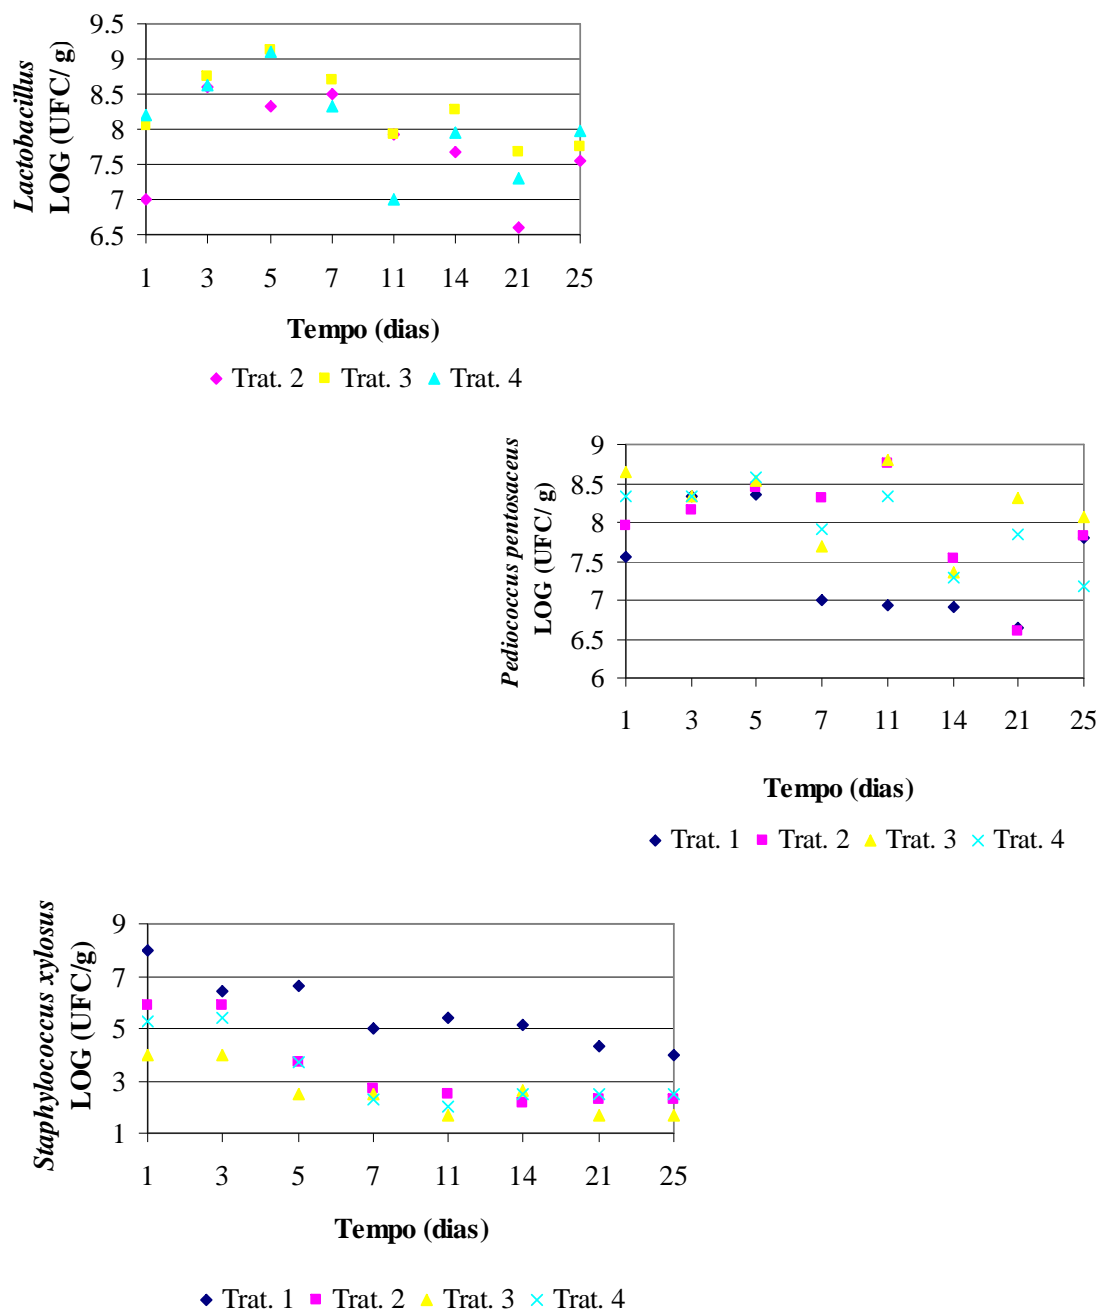 Lactobacillus
LOG (UFC/ g)
9.5
9
8.5
8
7.5
7
6.5
1 3 5 7 11 14 21 25
Tempo (dias)
Trat. 2 Trat. 3 Trat. 4
Pediococcus pentosaceus
LOG (UFC/ g)
9
8.5
8
7.5
7
6.5
6
1 3 5 7 11 14 21 25
Tempo (dias)
Trat. 1 Trat. 2 Trat. 3 Trat. 4
Staphylococcus xylosus
LOG (UFC/g)
9
7
5
3
1
1 3 5 7 11 14 21 25
Tempo (dias)
Trat. 1 Trat. 2 Trat. 3 Trat. 4